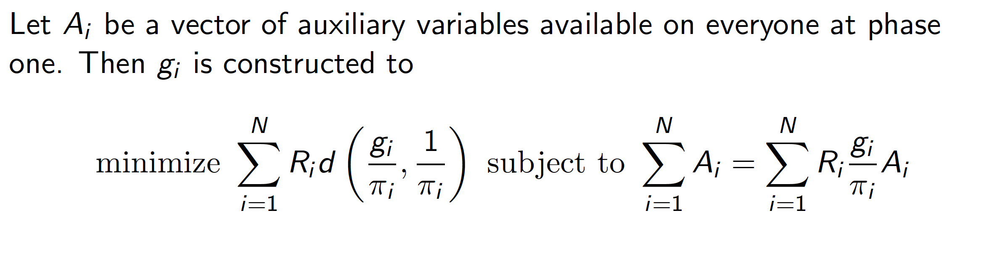 Let $A_i$ be a vector of auxiliary variables available on everyone at phase
one. Then $g_i$ is constructed to
$\text{minimize } \sum_{i=1}^{N} R_i d\left(\frac{g_i}{\pi_i}, \frac{1}{\pi_i}\right) \text{ subject to } \sum_{i=1}^{N} A_i = \sum_{i=1}^{N} R_i \frac{g_i}{\pi_i} A_i$